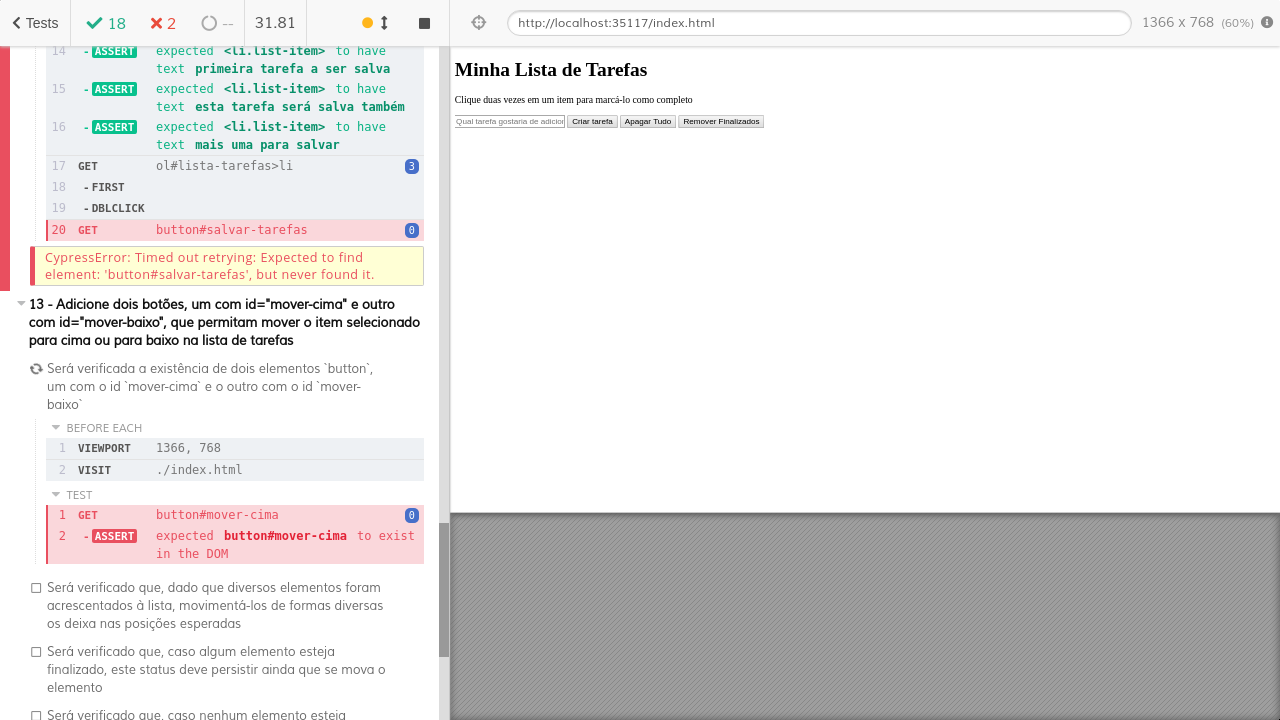 Tests 18 2 -- 31.81
http://localhost:35117/index.html 1366 x 768 (60%)
14 - ASSERT expected <li.list-item> to have
text primeira tarefa a ser salva
15 - ASSERT expected <li.list-item> to have
text esta tarefa será salva também
16 - ASSERT expected <li.list-item> to have
text mais uma para salvar
17 GET ol#lista-tarefas>li 3
18 - FIRST
19 - DBLCLICK
20 GET button#salvar-tarefas 0
CypressError: Timed out retrying: Expected to find
element: 'button#salvar-tarefas', but never found it.
13 - Adicione dois botões, um com id="mover-cima" e outro
com id="mover-baixo", que permitam mover o item selecionado
para cima ou para baixo na lista de tarefas
Será verificada a existência de dois elementos `button`,
um com o id `mover-cima` e o outro com o id `mover-
baixo`
BEFORE EACH
1 VIEWPORT 1366, 768
2 VISIT ./index.html
TEST
1 GET button#mover-cima 0
2 - ASSERT expected button#mover-cima to exist
in the DOM
Será verificado que, dado que diversos elementos foram
acrescentados à lista, movimentá-los de formas diversas
os deixa nas posições esperadas
Será verificado que, caso algum elemento esteja
finalizado, este status deve persistir ainda que se mova o
elemento
Será verificado que, caso nenhum elemento esteja
Minha Lista de Tarefas
Clique duas vezes em um item para marcá-lo como completo
Qual tarefa gostaria de adicior Criar tarefa Apagar Tudo Remover Finalizados